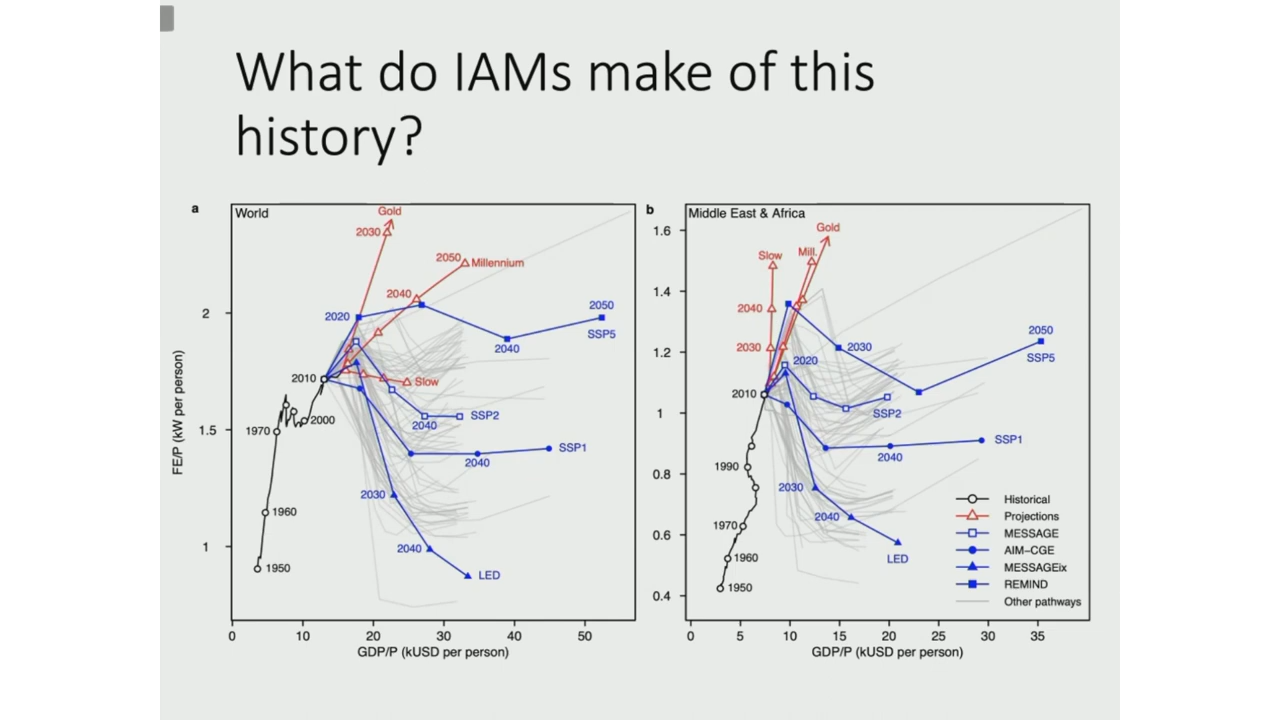 What do IAMs make of this
history?
a
World
Gold
2030
2050
Millennium
2040
2020
2050
SSP5
2040
2010
Slow
1970
2000
SSP2
2040
SSP1
2040
2030
1960
2040
LED
1950
2
1.5
1
FE/P (kW per person)
0
10
20
30
40
50
GDP/P (kUSD per person)
b
Middle East & Africa
Gold
Slow
Mill.
2040
2030
2030
2050
SSP5
2020
2010
SSP2
SSP1
2040
1990
2030
2040
1970
LED
1960
1950
1.6
1.4
1.2
1
0.8
0.6
0.4
Historical
Projections
MESSAGE
AIM−CGE
MESSAGEix
REMIND
Other pathways
0
5
10
15
20
25
30
35
GDP/P (kUSD per person)